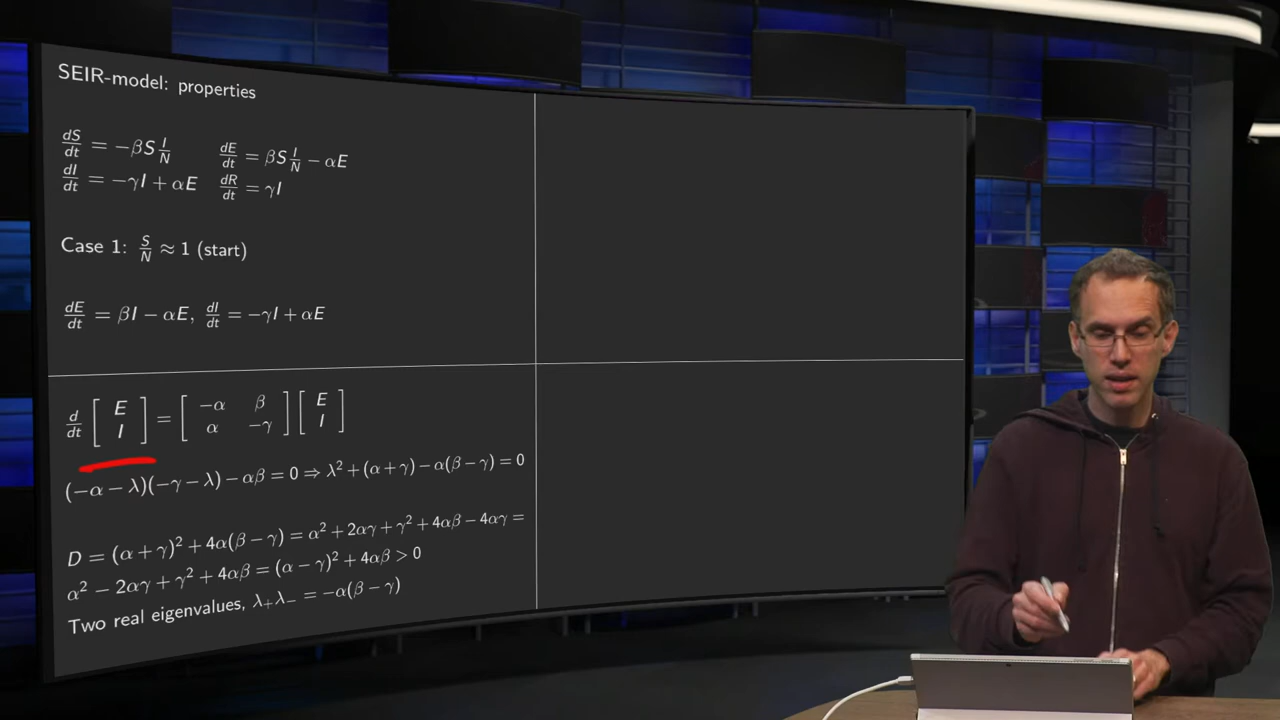 SEIR-model: properties
dS/dt = −βS I/N    dE/dt = βS I/N − αE
dI/dt = −γI + αE    dR/dt = γI
Case 1: S/N ≈ 1 (start)
dE/dt = βI − αE, dI/dt = −γI + αE
d/dt [E I] = [−α β α −γ] [E I]
(−α − λ)(−γ − λ) − αβ = 0 ⇒ λ² + (α + γ) − α(β − γ) = 0
D = (α + γ)² + 4α(β − γ) = α² + 2αγ + γ² + 4αβ − 4αγ =
α² − 2αγ + γ² + 4αβ = (α − γ)² + 4αβ > 0
Two real eigenvalues, λ₊λ₋ = −α(β − γ)